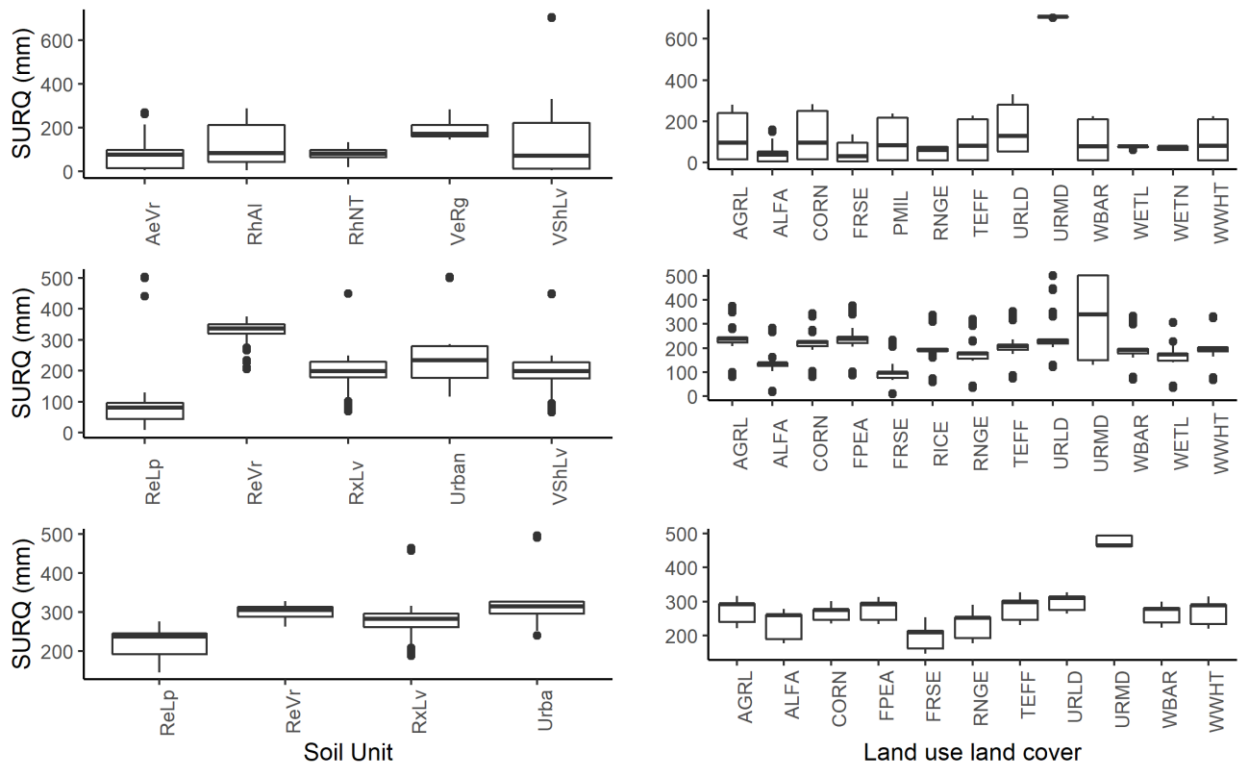 SURQ (mm)
600
400
200
0
AeVr
RhAl
RhNT
VeRg
VShLv
600
400
200
0
AGRL
ALFA
CORN
FRSE
PMIL
RNGE
TEFF
URLD
URMD
WBAR
WETL
WETN
WWHT
SURQ (mm)
500
400
300
200
100
0
ReLp
ReVr
RxLv
Urban
VShLv
500
400
300
200
100
0
AGRL
ALFA
CORN
FPEA
FRSE
RICE
RNGE
TEFF
URLD
URMD
WBAR
WETL
WWHT
SURQ (mm)
500
400
300
200
ReLp
ReVr
RxLv
Urba
Soil Unit
500
400
300
200
AGRL
ALFA
CORN
FPEA
FRSE
RNGE
TEFF
URLD
URMD
WBAR
WWHT
Land use land cover